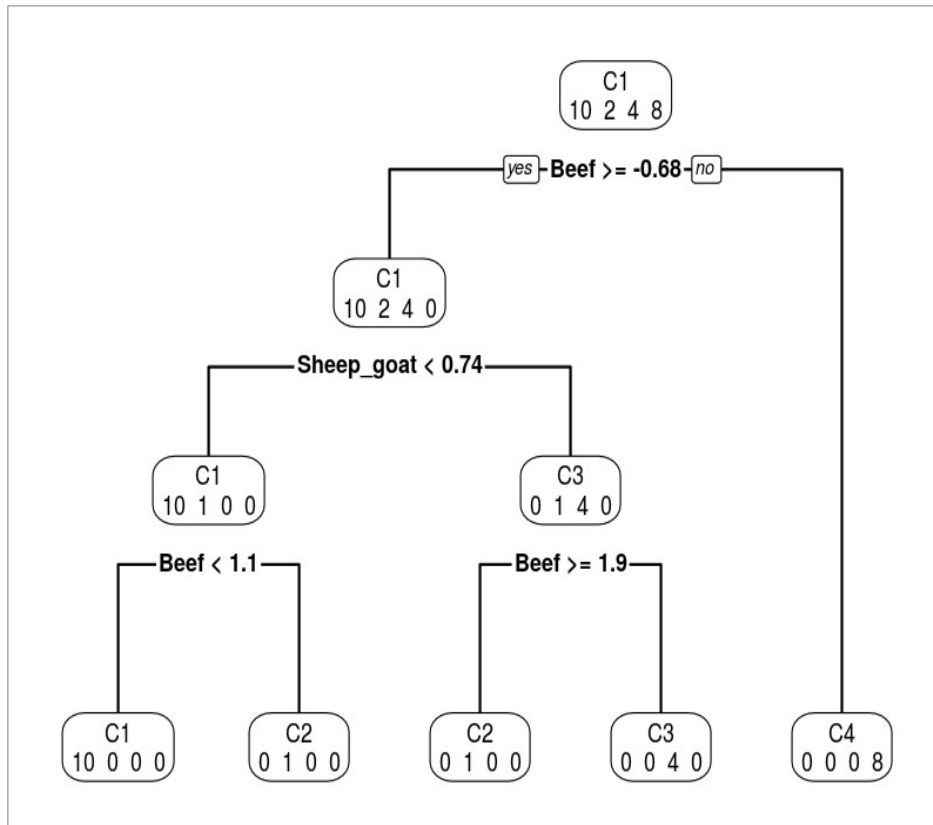 C1
10 2 4 8
yes Beef >= -0.68 no
C1
10 2 4 0
Sheep_goat < 0.74
C1
10 1 0 0
C3
0 1 4 0
Beef < 1.1
Beef >= 1.9
C1
10 0 0 0
C2
0 1 0 0
C2
0 1 0 0
C3
0 0 4 0
C4
0 0 0 8